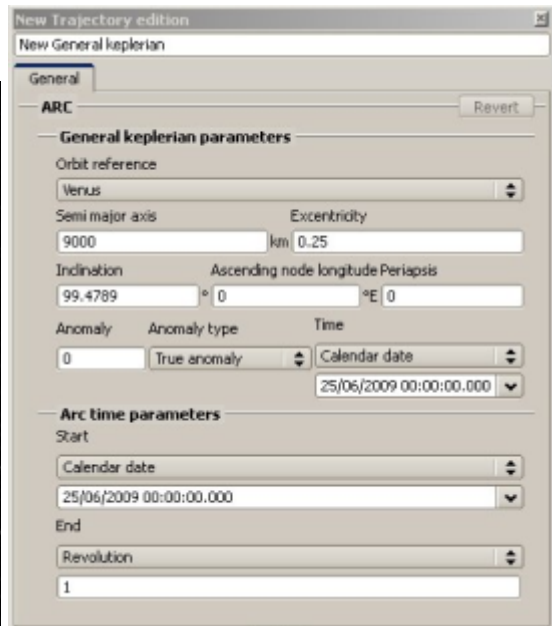 New Trajectory edition
New General keplerian
General
ARC Revert
General keplerian parameters
Orbit reference
Venus
Semi major axis Excentricity
9000 km 0.25
Inclination Ascending node longitude Periapsis
99.4789 ° 0 °E 0
Anomaly Anomaly type Time
0 True anomaly Calendar date
25/06/2009 00:00:00.000
Arc time parameters
Start
Calendar date
25/06/2009 00:00:00.000
End
Revolution
1